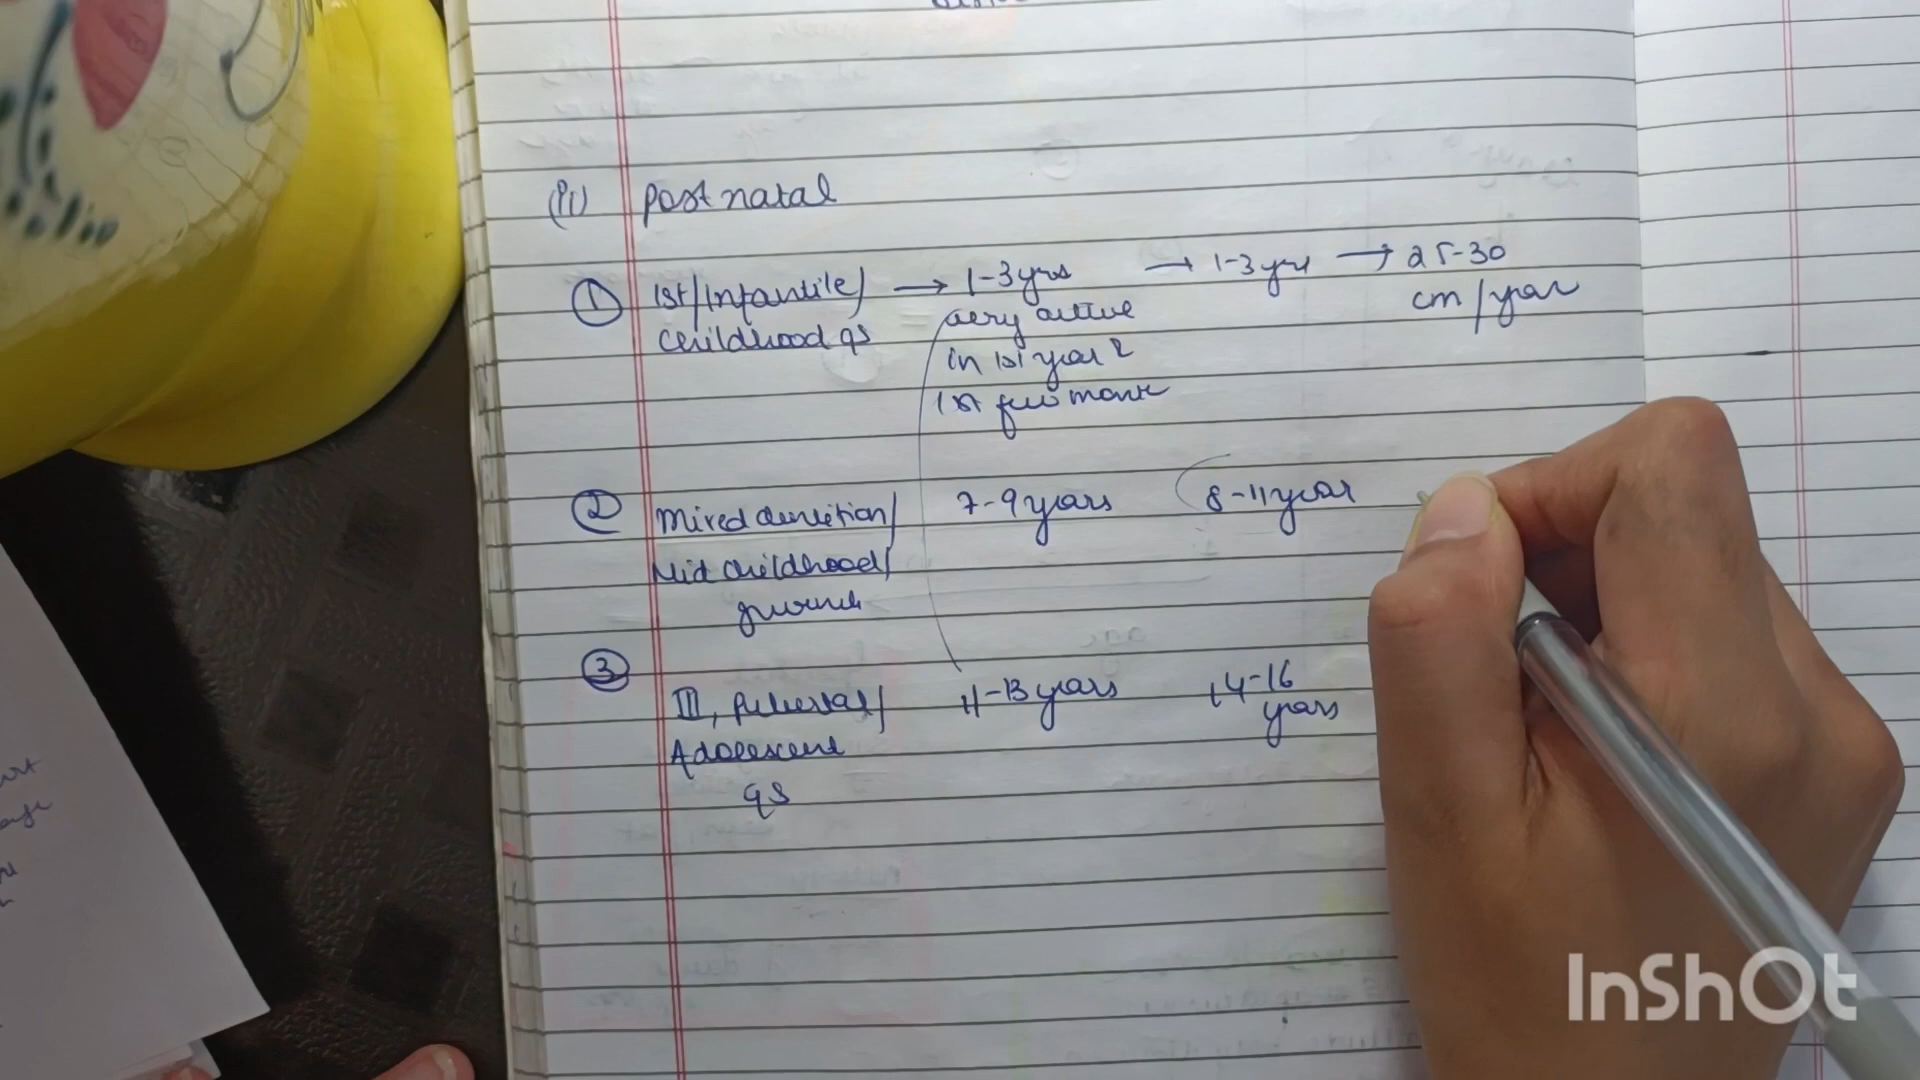 (ii) Post natal
① 1st/Infantile/ → 1-3 yrs → 1-3 yrs → 25-30
childhood gs very active cm/year
in 1st year &
1st few month
② Mixed dentition/ 7-9 years 8-11 year
Mid childhood/
growth
③
III, Pubertal/ 11-13 years 14-16
years
Adolescent
gs
InShOt